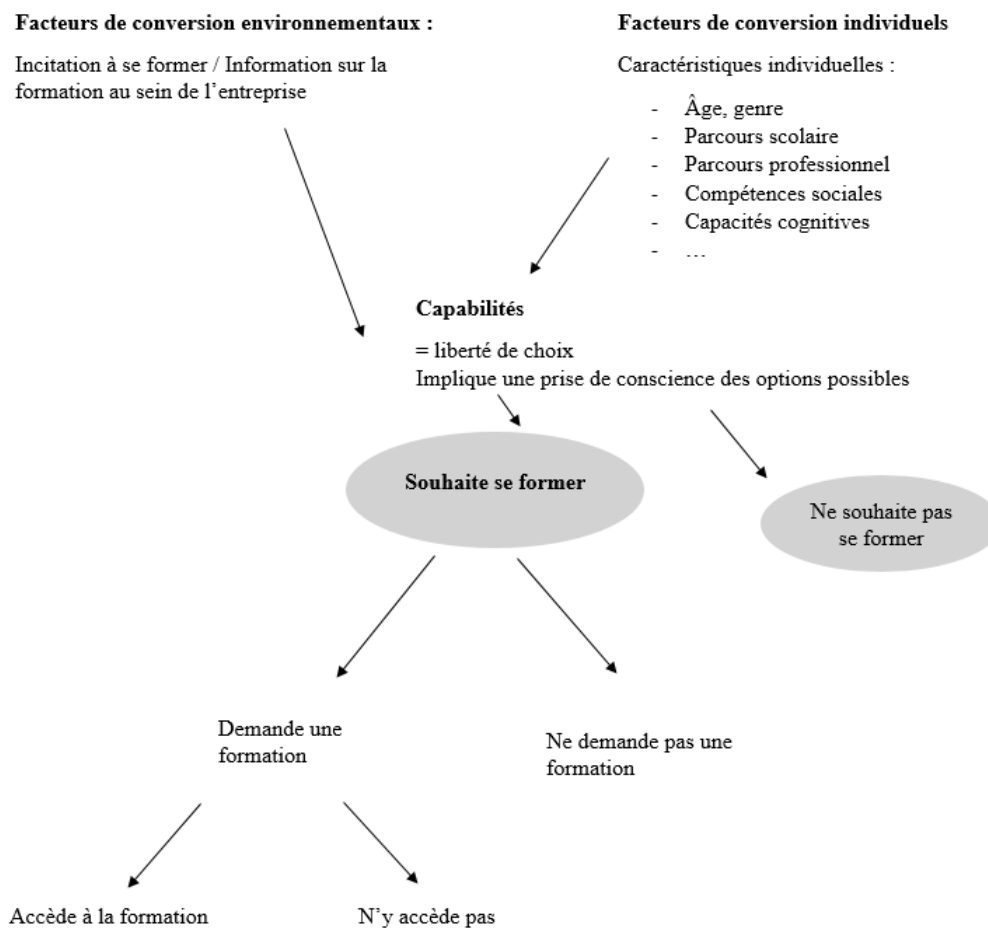 Facteurs de conversion environnementaux :
Incitation à se former / Information sur la
formation au sein de l’entreprise
Facteurs de conversion individuels
Caractéristiques individuelles :
- Âge, genre
- Parcours scolaire
- Parcours professionnel
- Compétences sociales
- Capacités cognitives
- …
Capabilités
= liberté de choix
Implique une prise de conscience des options possibles
Souhaite se former
Ne souhaite pas
se former
Demande une
formation
Ne demande pas une
formation
Accède à la formation
N’y accède pas